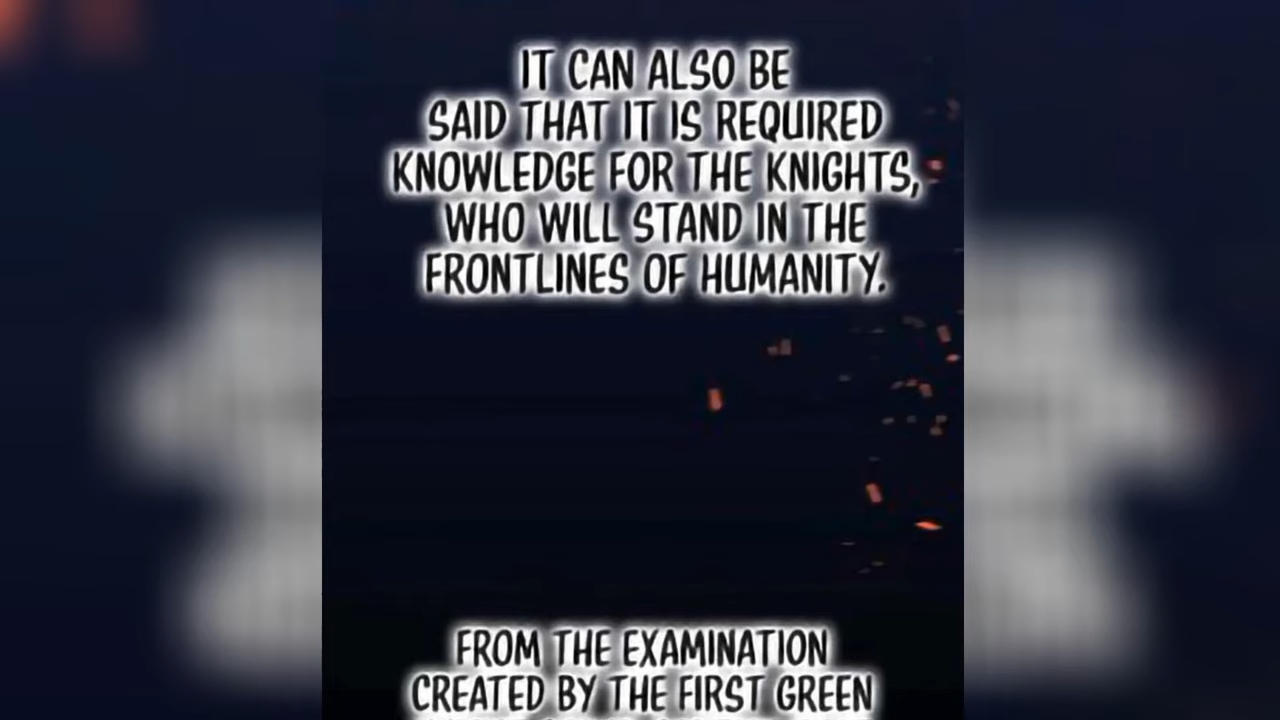 IT CAN ALSO BE
SAID THAT IT IS REQUIRED
KNOWLEDGE FOR THE KNIGHTS,
WHO WILL STAND IN THE
FRONTLINES OF HUMANITY.
FROM THE EXAMINATION
CREATED BY THE FIRST GREEN